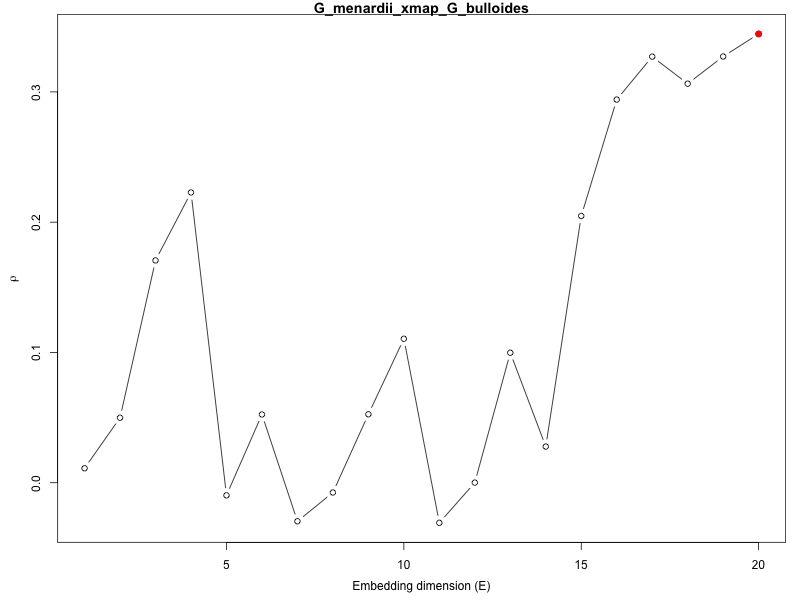 G_menardii_xmap_G_bulloides
0.3
0.2
0.1
0.0
ρ
5 10 15 20
Embedding dimension (E)